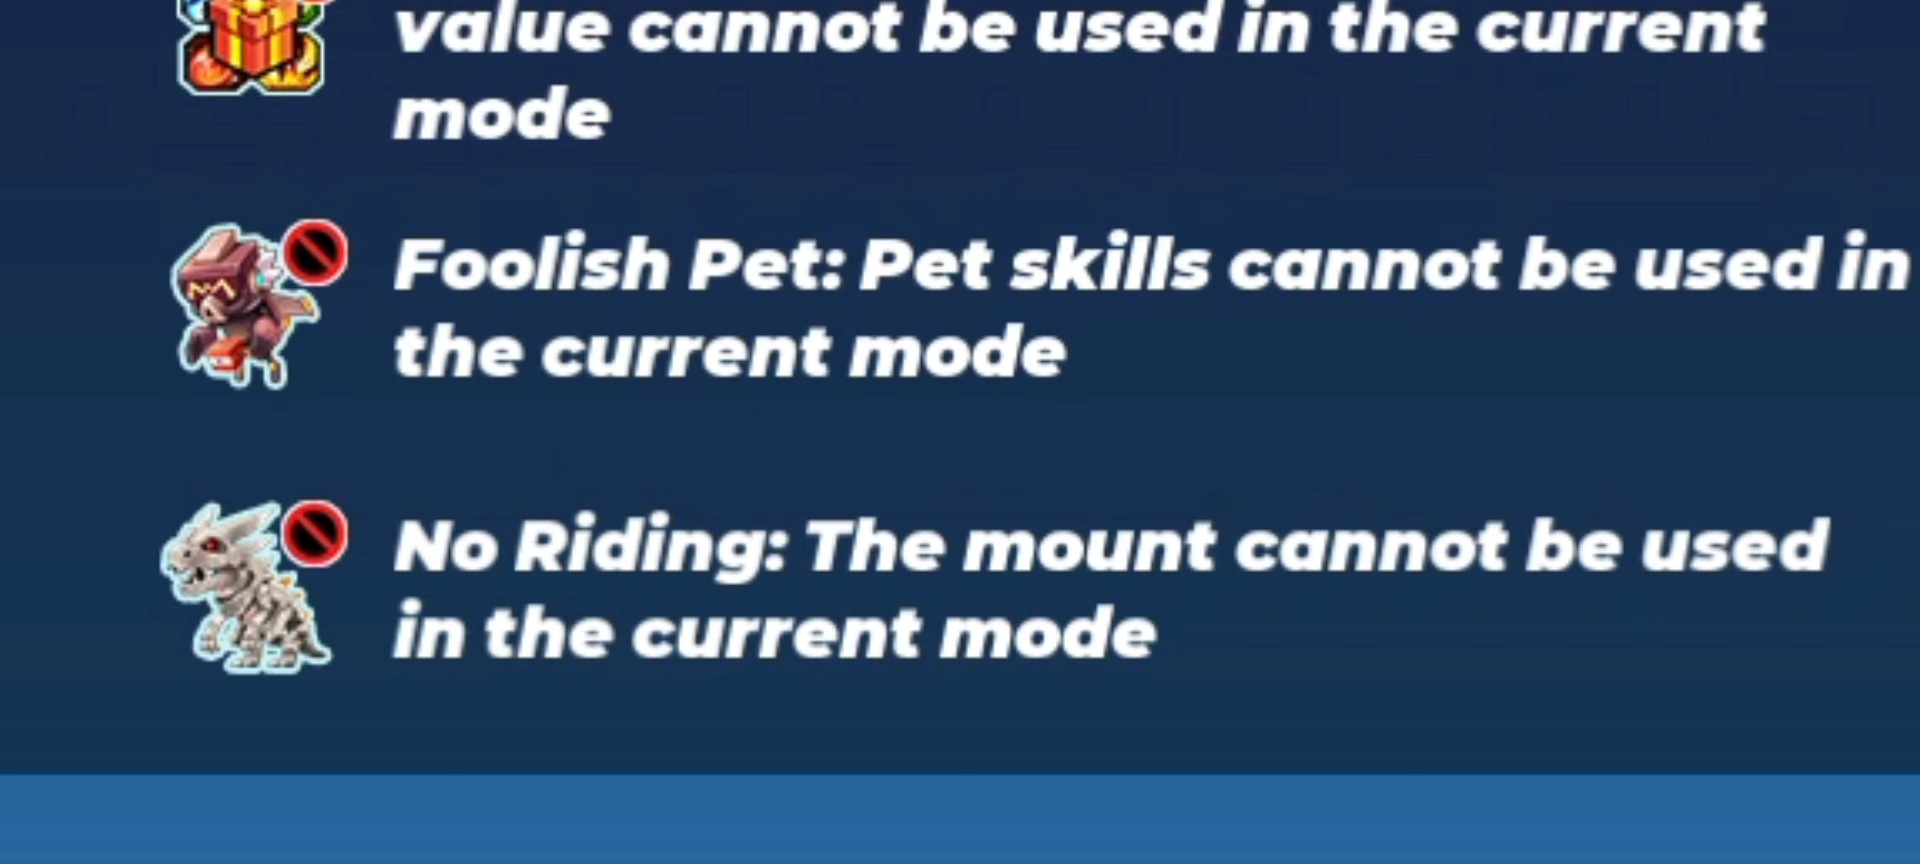 value cannot be used in the current
mode
Foolish Pet: Pet skills cannot be used in
the current mode
No Riding: The mount cannot be used
in the current mode